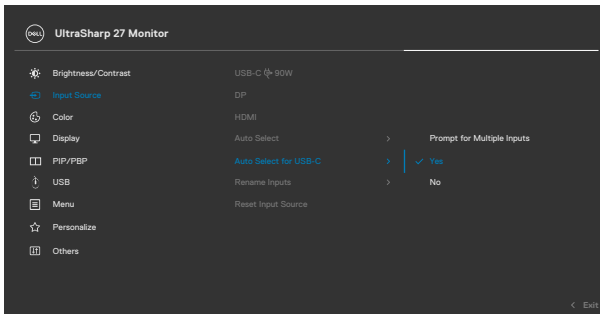 DELL UltraSharp 27 Monitor
Brightness/Contrast
Input Source
Color
Display
PIP/PBP
USB
Menu
Personalize
Others
USB-C 90W
DP
HDMI
Auto Select >
Auto Select for USB-C >
Rename Inputs >
Reset Input Source
Prompt for Multiple Inputs
✓ Yes
No
< Exit